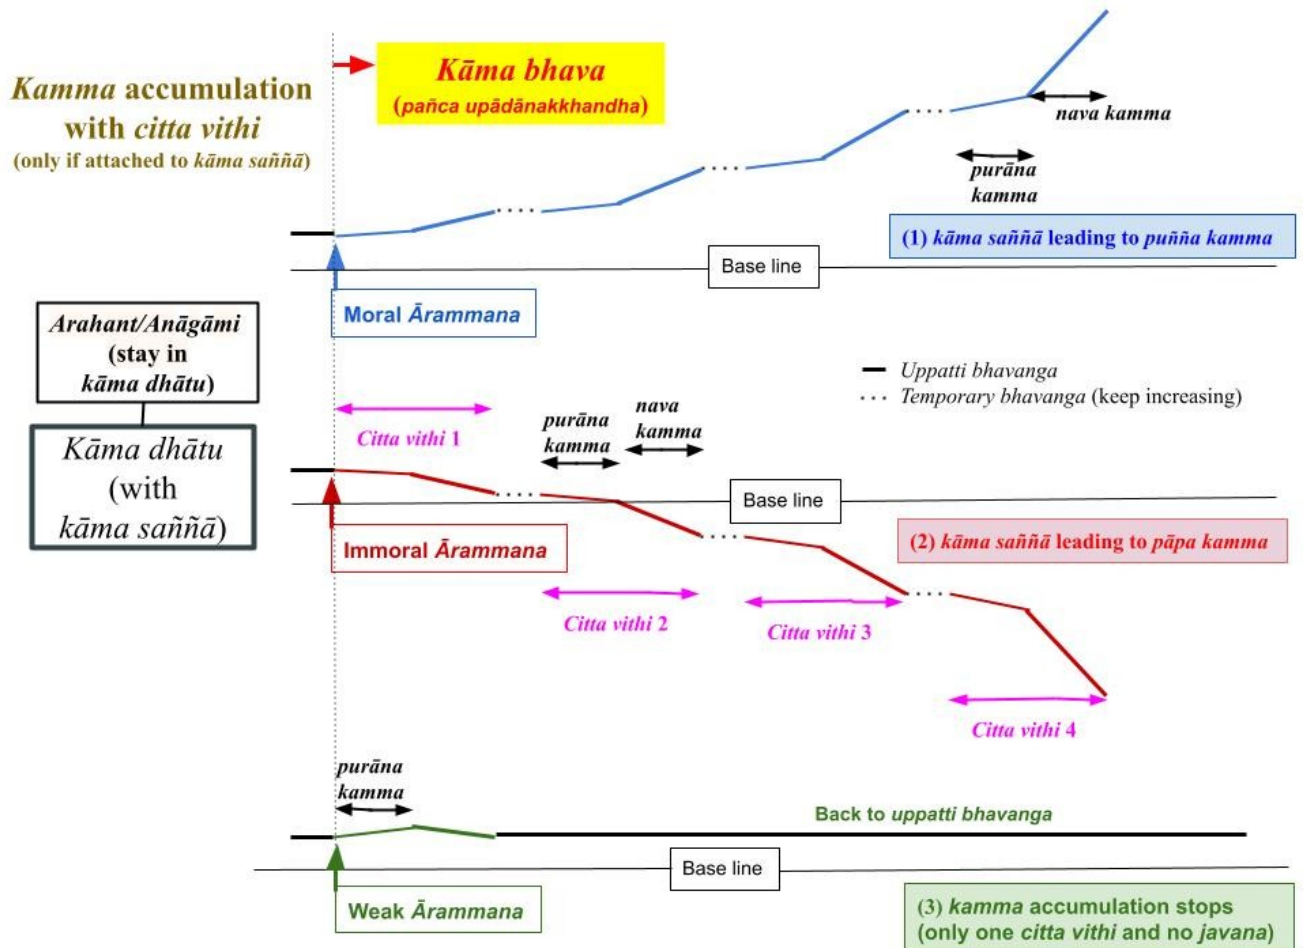 Kamma accumulation
with citta vithi
(only if attached to kāma saññā)
Kāma bhava
(pañca upādānakkhandha)
nava kamma
purāna
kamma
(1) kāma saññā leading to puñña kamma
Base line
Moral Ārammana
Arahant/Anāgāmi
(stay in
kāma dhātu)
Kāma dhātu
(with
kāma saññā)
Uppatti bhavanga
Temporary bhavanga (keep increasing)
Citta vithi 1
purāna
kamma
nava
kamma
Base line
Immoral Ārammana
(2) kāma saññā leading to pāpa kamma
Citta vithi 2
Citta vithi 3
Citta vithi 4
purāna
kamma
Back to uppatti bhavanga
Base line
Weak Ārammana
(3) kamma accumulation stops
(only one citta vithi and no javana)